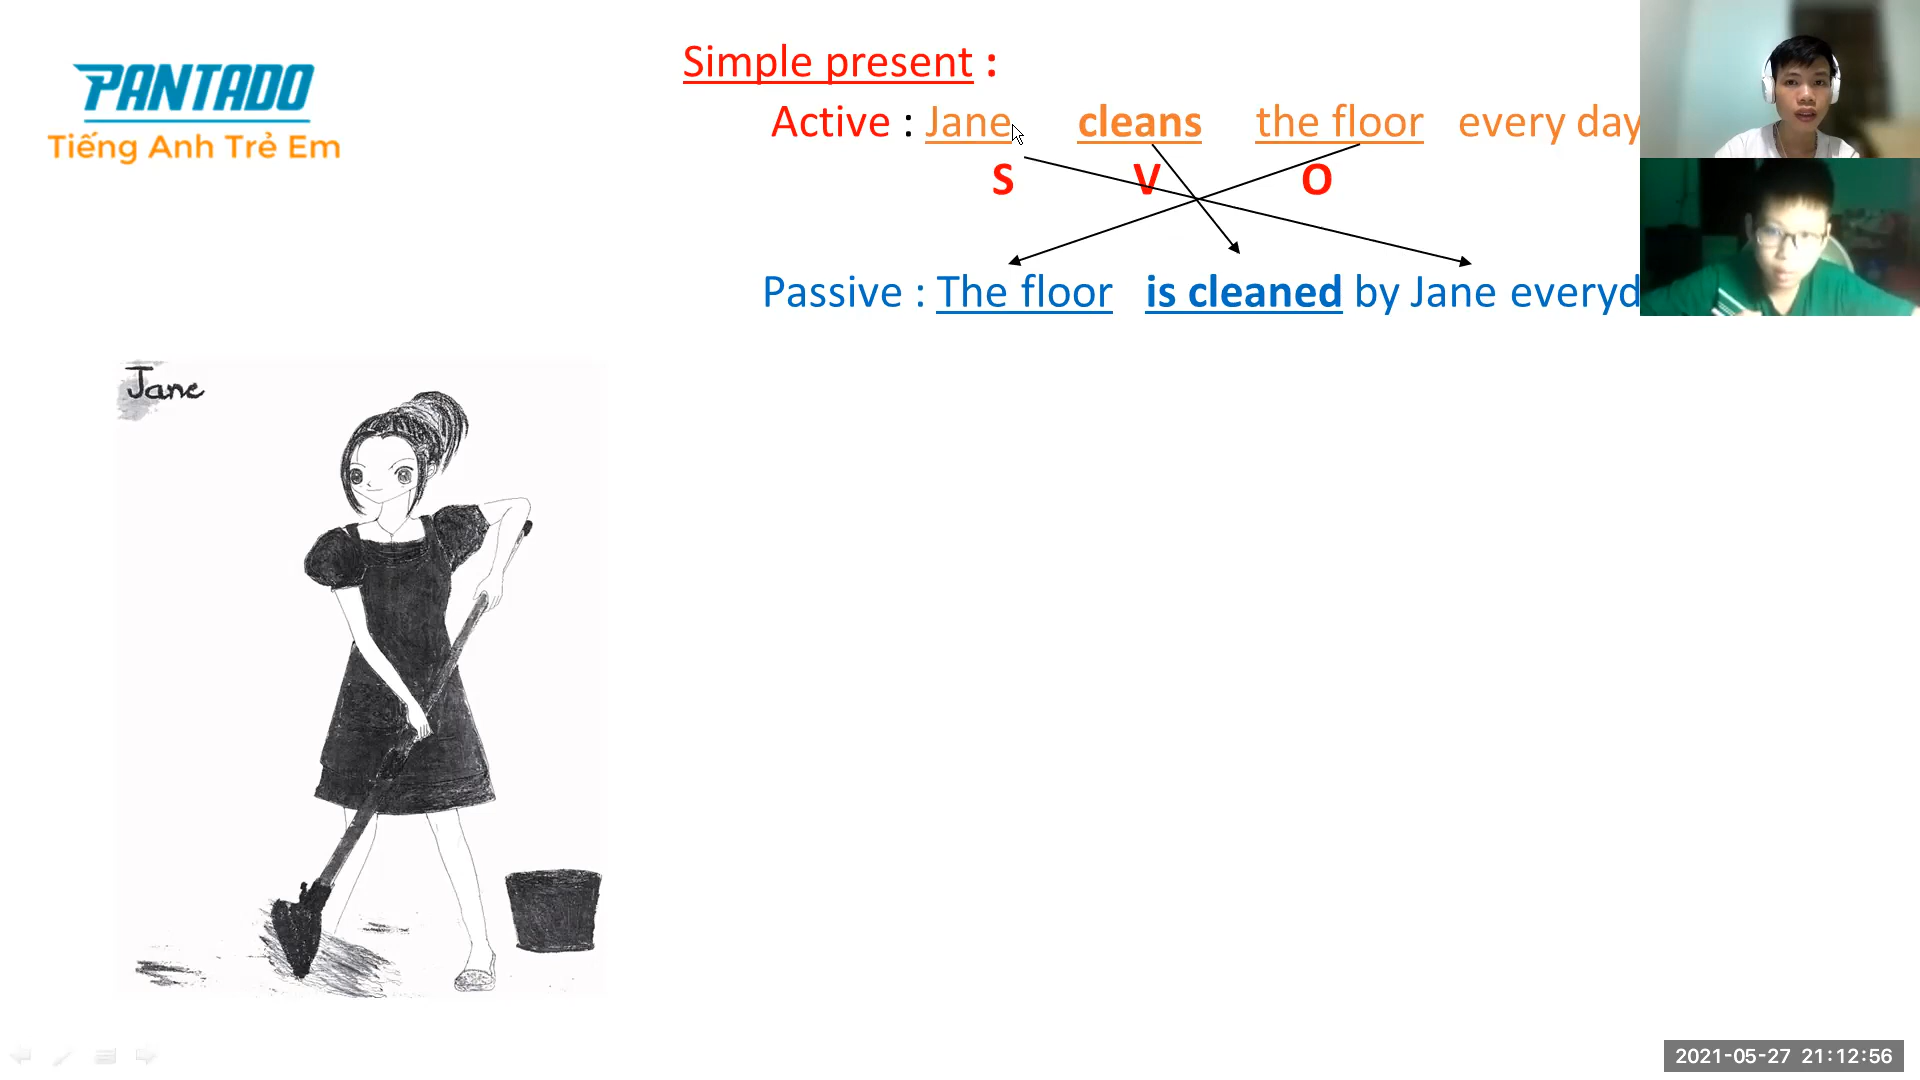 PANTADO
Tiếng Anh Trẻ Em
Simple present :
Active : Jane cleans the floor every day
S V O
Passive : The floor is cleaned by Jane everyd
Jane
2021-05-27 21:12:56